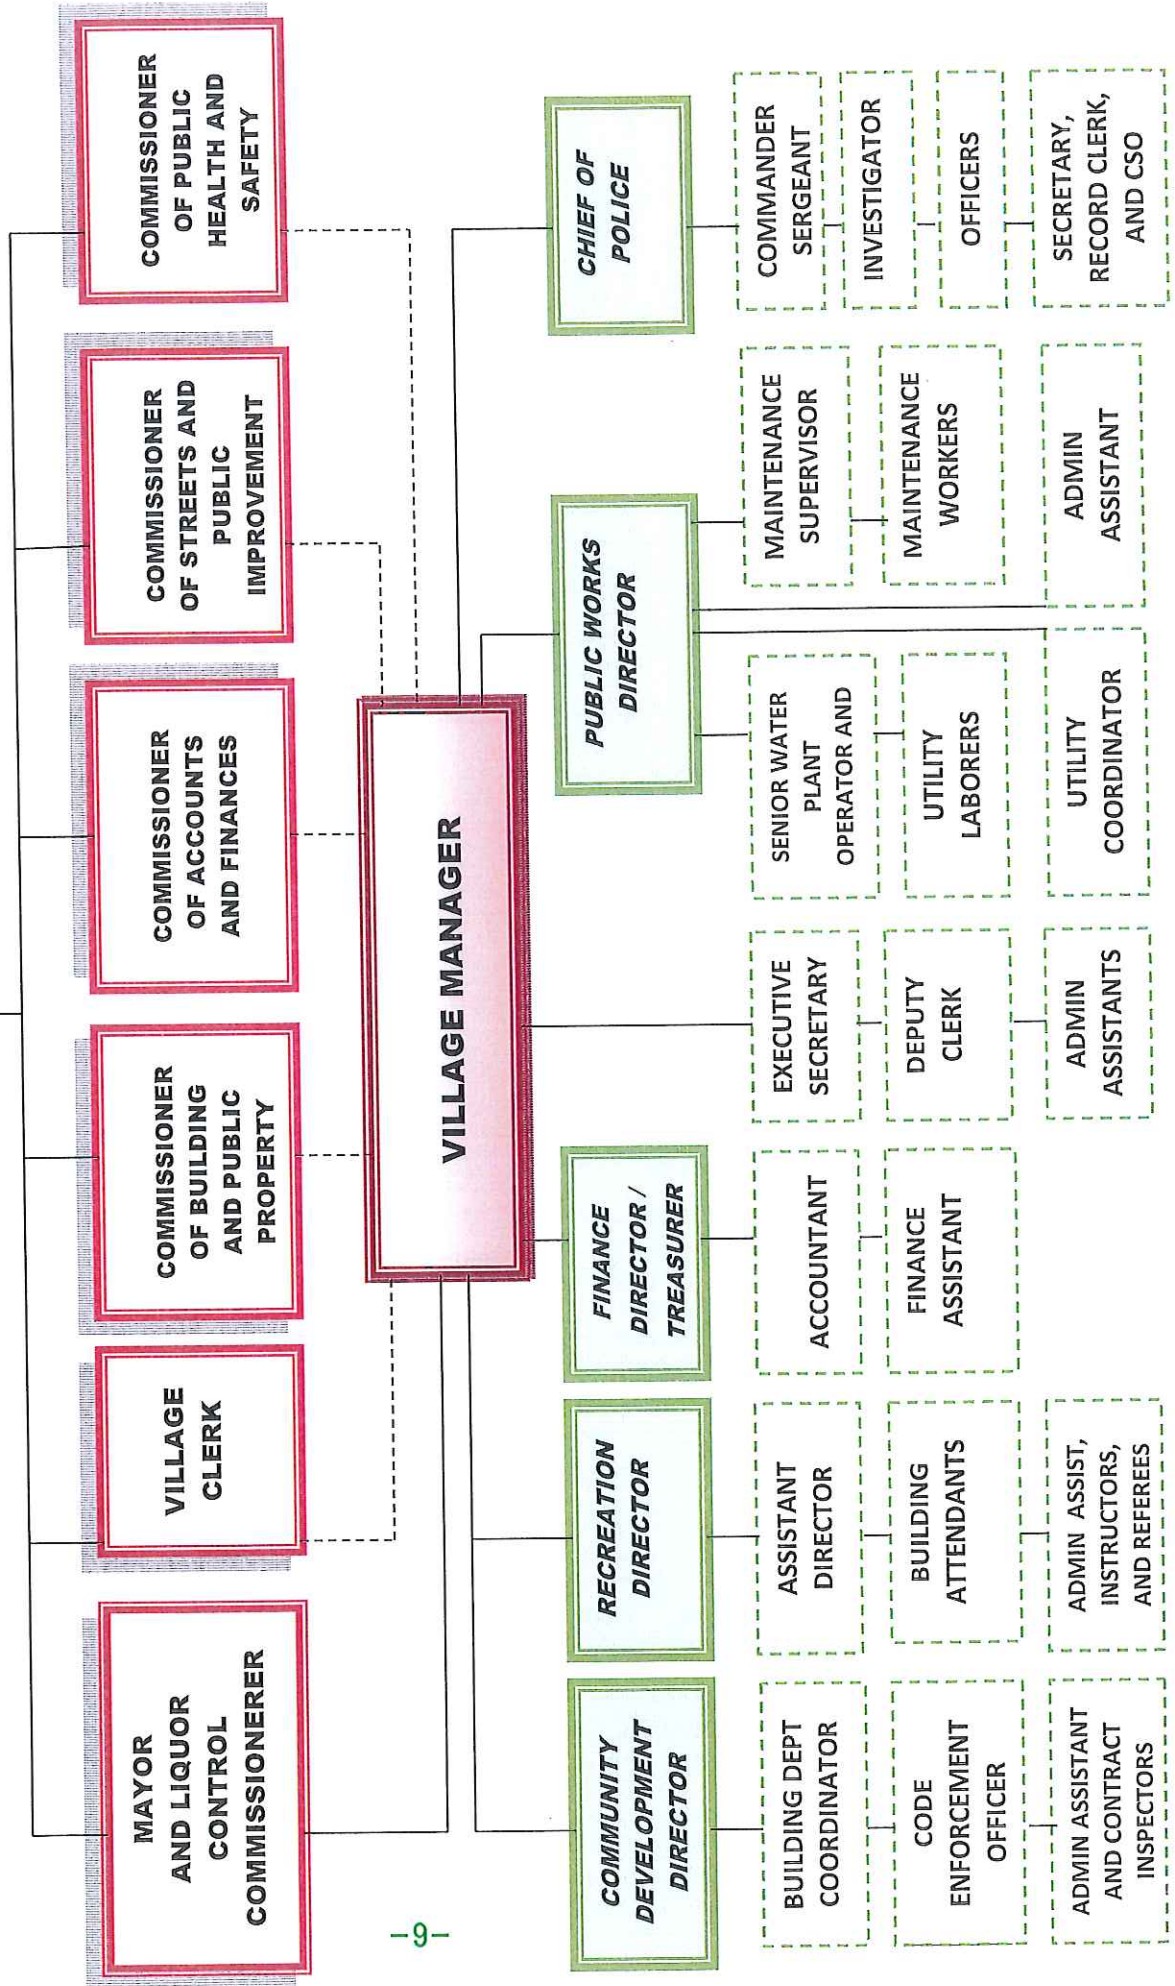 MAYOR
AND LIQUOR
CONTROL
COMMISSIONERER
VILLAGE
CLERK
COMMISSIONER
OF BUILDING
AND PUBLIC
PROPERTY
COMMISSIONER
OF ACCOUNTS
AND FINANCES
COMMISSIONER
OF STREETS AND
PUBLIC
IMPROVEMENT
COMMISSIONER
OF PUBLIC
HEALTH AND
SAFETY
VILLAGE MANAGER
COMMUNITY
DEVELOPMENT
DIRECTOR
RECREATION
DIRECTOR
FINANCE
DIRECTOR /
TREASURER
PUBLIC WORKS
DIRECTOR
CHIEF OF
POLICE
BUILDING DEPT
COORDINATOR
CODE
ENFORCEMENT
OFFICER
ADMIN ASSISTANT
AND CONTRACT
INSPECTORS
ASSISTANT
DIRECTOR
BUILDING
ATTENDANTS
ADMIN ASSIST,
INSTRUCTORS,
AND REFEREES
ACCOUNTANT
FINANCE
ASSISTANT
EXECUTIVE
SECRETARY
DEPUTY
CLERK
ADMIN
ASSISTANTS
SENIOR WATER
PLANT
OPERATOR AND
UTILITY
LABORERS
UTILITY
COORDINATOR
MAINTENANCE
SUPERVISOR
MAINTENANCE
WORKERS
ADMIN
ASSISTANT
COMMANDER
SERGEANT
INVESTIGATOR
OFFICERS
SECRETARY,
RECORD CLERK,
AND CSO
-9-